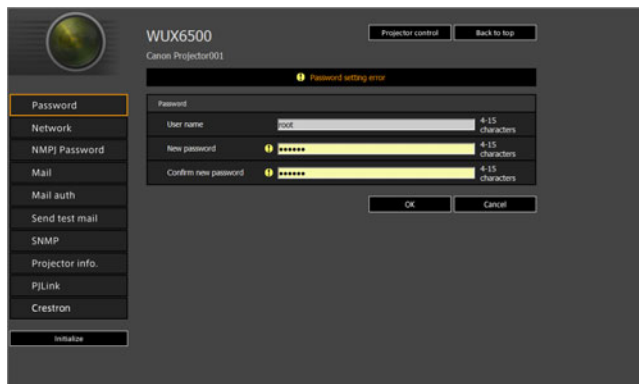 WUX6500
Projector control
Back to top
Canon Projector001
Password setting error
Password
Network
NMPJ Password
Mail
Mail auth
Send test mail
SNMP
Projector info.
PJLink
Crestron
Initialize
Password
User name
root
4-15
characters
New password
••••••
4-15
characters
Confirm new password
••••••
4-15
characters
OK
Cancel